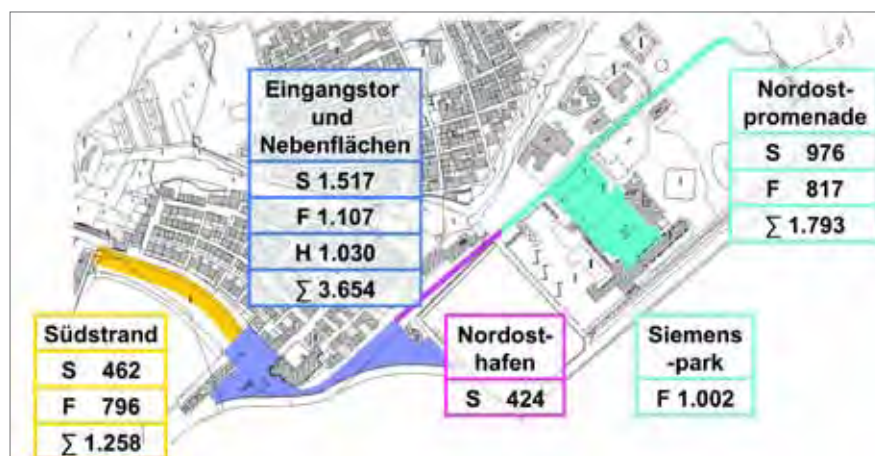 Eingangstor
und
Nebenflächen
S 1.517
F 1.107
H 1.030
∑ 3.654
Nordost-
promenade
S 976
F 817
∑ 1.793
Südstrand
S 462
F 796
∑ 1.258
Nordost-
hafen
S 424
Siemens
-park
F 1.002